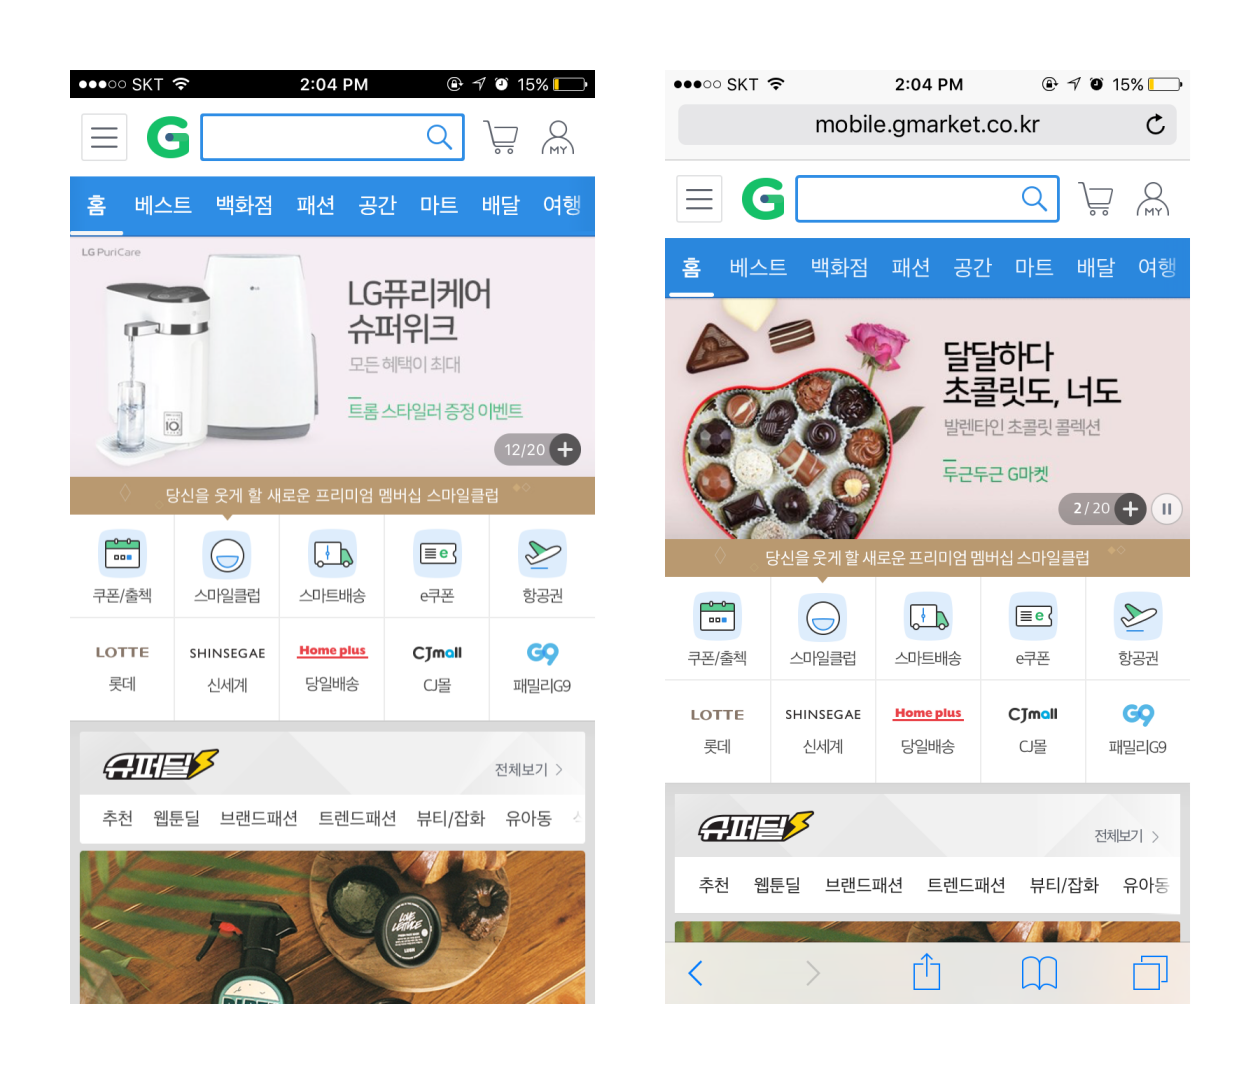 SKT 2:04 PM 15%
G
MY
홈 베스트 백화점 패션 공간 마트 배달 여행
LG PuriCare
LG퓨리케어
슈퍼위크
모든 혜택이 최대
트롬 스타일러 증정 이벤트
12/20 +
당신을 웃게 할 새로운 프리미엄 멤버십 스마일클럽
쿠폰/출첵 스마일클럽 스마트배송 e쿠폰 항공권
LOTTE SHINSEGAE Home plus CJmall G9
롯데 신세계 당일배송 CJ몰 패밀리G9
슈퍼딜
전체보기 >
추천 웹툰딜 브랜드패션 트렌드패션 뷰티/잡화 유아동
LOVE
LETTUCE
LUSH
SKT 2:04 PM 15%
mobile.gmarket.co.kr
G
MY
홈 베스트 백화점 패션 공간 마트 배달 여행
달달하다
초콜릿도, 너도
발렌타인 초콜릿 콜렉션
두근두근 G마켓
2/20 +
당신을 웃게 할 새로운 프리미엄 멤버십 스마일클럽
쿠폰/출첵 스마일클럽 스마트배송 e쿠폰 항공권
LOTTE SHINSEGAE Home plus CJmall G9
롯데 신세계 당일배송 CJ몰 패밀리G9
슈퍼딜
전체보기 >
추천 웹툰딜 브랜드패션 트렌드패션 뷰티/잡화 유아동